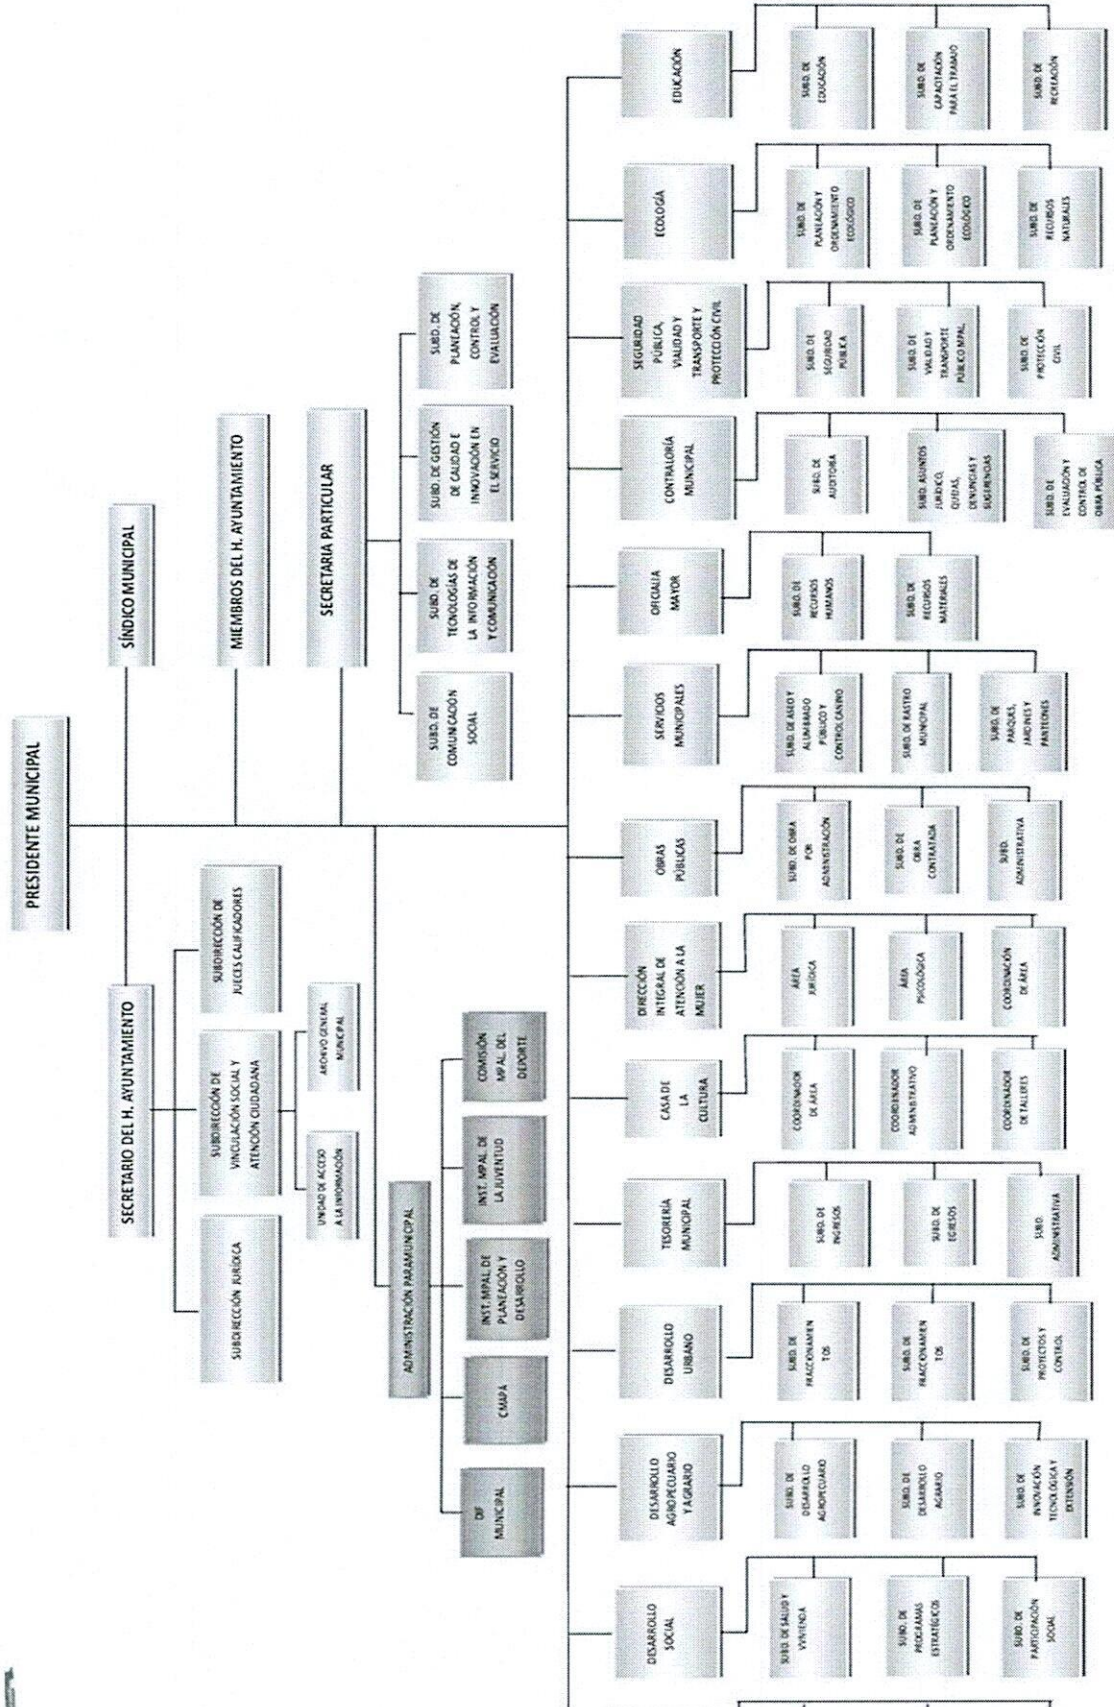 PRESIDENTE MUNICIPAL
SECRETARIO DEL H. AYUNTAMIENTO
SÍNDICO MUNICIPAL
MIEMBROS DEL H. AYUNTAMIENTO
SECRETARIA PARTICULAR
SUBDIRECCIÓN JURÍDICA
SUBDIRECCIÓN DE
VINCULACIÓN SOCIAL Y
ATENCIÓN CIUDADANA
SUBDIRECCIÓN DE
JUECES CALIFICADORES
UNIDAD DE ACCESO
A LA INFORMACIÓN
ARCHIVO GENERAL
MUNICIPAL
SUBD. DE
COMUNICACIÓN
SOCIAL
SUBD. DE
TECNOLOGÍAS DE
LA INFORMACIÓN
Y COMUNICACIÓN
SUBD. DE GESTIÓN
DE CALIDAD E
INNOVACIÓN EN
EL SERVICIO
SUBD. DE
PLANEACIÓN,
CONTROL Y
EVALUACIÓN
ADMINISTRACIÓN PARAMUNICIPAL
DIF
MUNICIPAL
CMAPA
INST. MPAL. DE
PLANEACIÓN Y
DESARROLLO
INST. MPAL. DE
LA JUVENTUD
COMISIÓN
MPAL. DEL
DEPORTE
DESARROLLO
SOCIAL
SUBD. DE SALUD Y
VIVIENDA
SUBD. DE
PROGRAMAS
ESTRATÉGICOS
SUBD. DE
PARTICIPACIÓN
SOCIAL
DESARROLLO
AGROPECUARIO
Y AGRARIO
SUBD. DE
DESARROLLO
AGROPECUARIO
SUBD. DE
DESARROLLO
AGRARIO
SUBD. DE
INNOVACIÓN
TECNOLÓGICA Y
EXTENSIÓN
DESARROLLO
URBANO
SUBD. DE
FRACCIONAMIEN
TOS
SUBD. DE
FRACCIONAMIEN
TOS
SUBD. DE
PROYECTOS Y
CONTROL
TESORERÍA
MUNICIPAL
SUBD. DE
INGRESOS
SUBD. DE
EGRESOS
SUBD.
ADMINISTRATIVA
CASA DE
LA
CULTURA
COORDINADOR
DE ÁREA
COORDINADOR
ADMINISTRATIVO
COORDINADOR
DE TALLERES
DIRECCIÓN
INTEGRAL DE
ATENCION A LA
MUJER
ÁREA
JURÍDICA
ÁREA
PSICOLÓGICA
COORDINACIÓN
DE ÁREA
OBRAS
PÚBLICAS
SUBD. DE OBRA
POR
ADMINISTRACIÓN
SUBD. DE
OBRA
CONTRATADA
SUBD.
ADMINISTRATIVA
SERVICIOS
MUNICIPALES
SUBD. DE ASEO Y
ALUMBRADO
PÚBLICO Y
CONTROL CANINO
SUBD. DE RASTRO
MUNICIPAL
SUBD. DE
PARQUES,
JARDINES Y
PANTEONES
OFICIALIA
MAYOR
SUBD. DE
RECURSOS
HUMANOS
SUBD. DE
RECURSOS
MATERIALES
CONTRALORÍA
MUNICIPAL
SUBD. DE
AUDITORÍA
SUBD. ASUNTOS
JURÍDICO,
QUEJAS,
DENUNCIAS Y
SUGERENCIAS
SUBD. DE
EVALUACIÓN Y
CONTROL DE
OBRA PÚBLICA
SEGURIDAD
PÚBLICA,
VIALIDAD Y
TRANSPORTE Y
PROTECCIÓN CIVIL
SUBD. DE
SEGURIDAD
PÚBLICA
SUBD. DE
VIALIDAD Y
TRANSPORTE
PÚBLICO MPAL.
SUBD. DE
PROTECCIÓN
CIVIL
ECOLOGÍA
SUBD. DE
PLANEACIÓN Y
ORDENAMIENTO
ECOLÓGICO
SUBD. DE
PLANEACIÓN Y
ORDENAMIENTO
ECOLÓGICO
SUBD. DE
RECURSOS
NATURALES
EDUCACIÓN
SUBD. DE
EDUCACIÓN
SUBD. DE
CAPACITACIÓN
PARA EL TRABAJO
SUBD. DE
RECREACIÓN